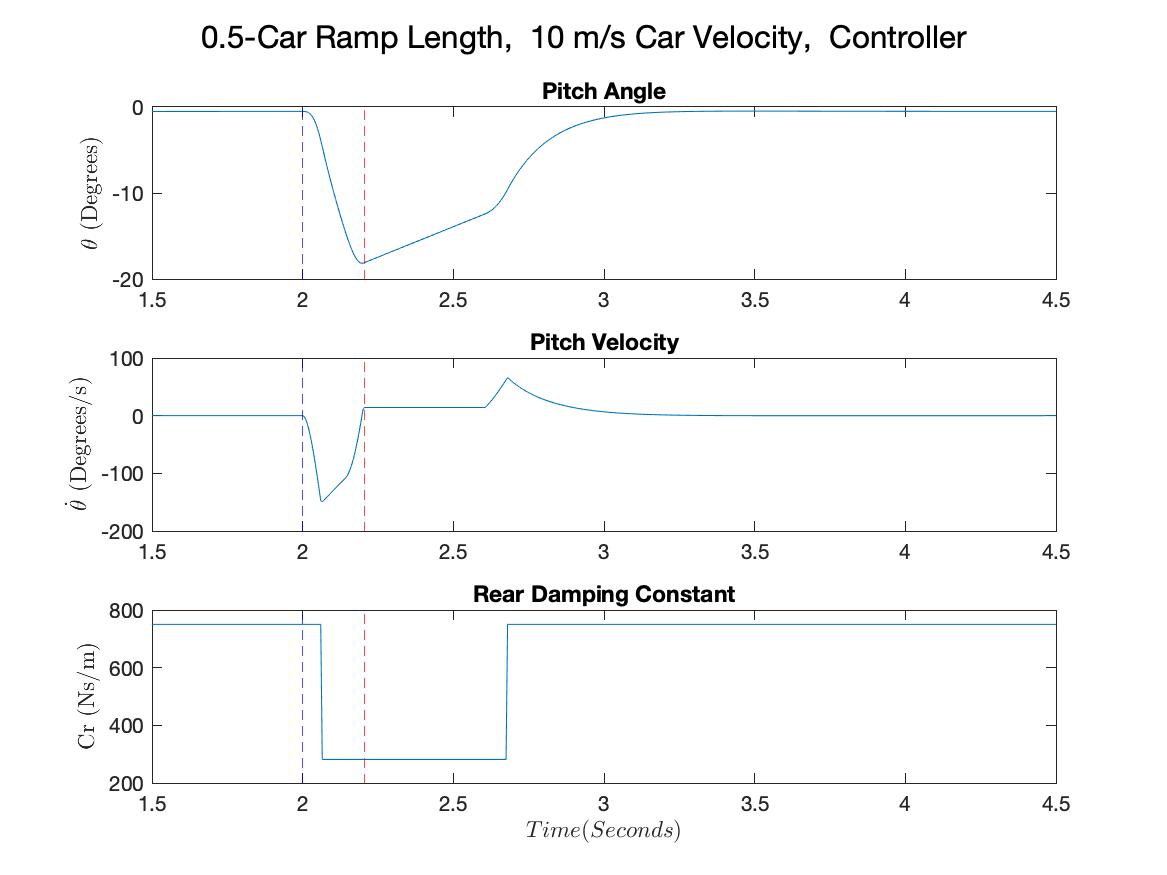 0.5-Car Ramp Length,  10 m/s Car Velocity,  Controller
Pitch Angle
0
-10
-20
θ (Degrees)
1.5 2 2.5 3 3.5 4 4.5
Pitch Velocity
100
0
-100
-200
θ̇ (Degrees/s)
1.5 2 2.5 3 3.5 4 4.5
Rear Damping Constant
800
600
400
200
Cr (Ns/m)
1.5 2 2.5 3 3.5 4 4.5
Time(Seconds)